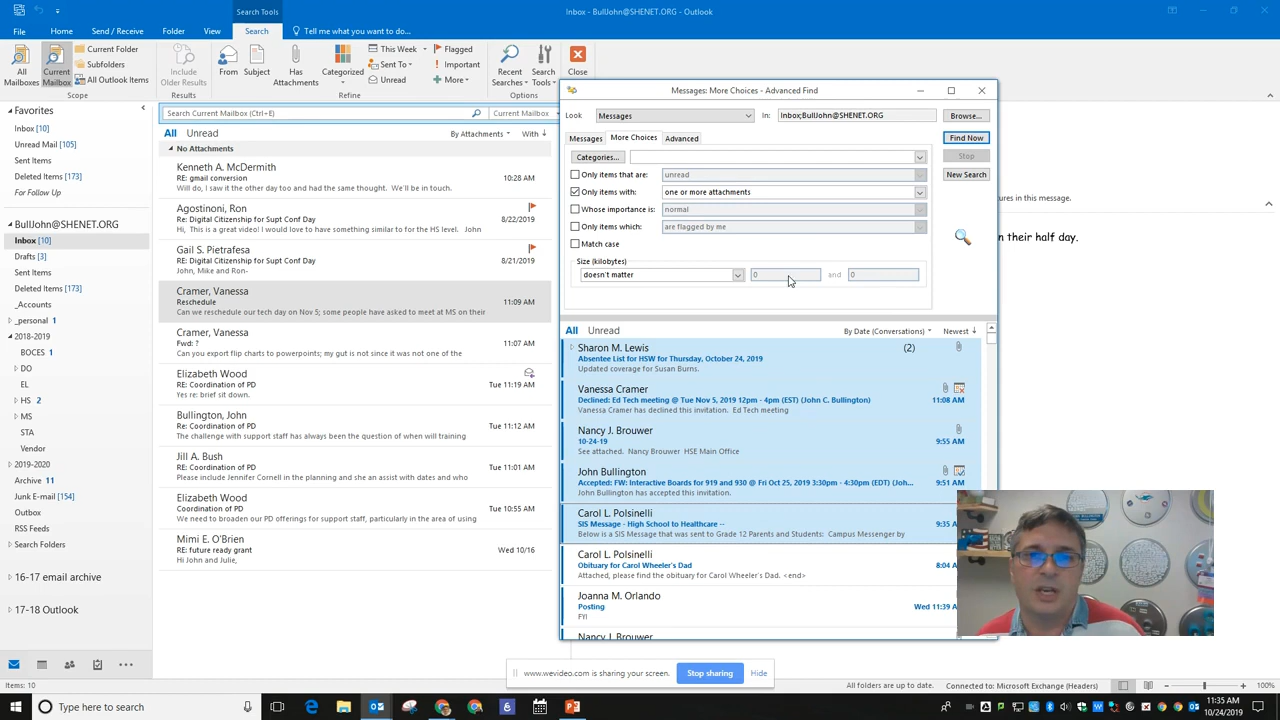 Search Tools
Inbox - BullJohn@SHENET.ORG - Outlook
File
Home
Send / Receive
Folder
View
Search
Tell me what you want to do...
All
Mailboxes
Current
Mailbox
Current Folder
Subfolders
All Outlook Items
Scope
Include
Older Results
Results
From
Subject
Has
Attachments
Categorized
This Week
Sent To
Unread
Flagged
Important
More
Refine
Recent
Searches
Search
Tools
Options
Close
Favorites
Inbox [10]
Unread Mail [105]
Sent Items
Deleted Items [173]
For Follow Up
BullJohn@SHENET.ORG
Inbox [10]
Drafts [3]
Sent Items
Deleted Items [173]
_Accounts
_personal 1
2018-2019
BOCES 1
DO
EL
HS 2
MS
STA
Vendor
2019-2020
Archive 11
Junk E-mail [154]
Outbox
RSS Feeds
Search Folders
16-17 email archive
17-18 Outlook
Search Current Mailbox (Ctrl+E)
Current Mailbox
All Unread
By Attachments With
No Attachments
Kenneth A. McDermith
RE: gmail conversion 10:28 AM
Will do, I saw it the other day too and had the same thought. We'll be in touch.
Agostinoni, Ron
Re: Digital Citizenship for Supt Conf Day 8/22/2019
Hi, This is a great video! I would love to have something similar to for the HS level. John
Gail S. Pietrafesa
Re: Digital Citizenship for Supt Conf Day 8/21/2019
John, Mike and Ron-
Cramer, Vanessa
Reschedule 11:09 AM
Can we reschedule our tech day on Nov 5; some people have asked to meet at MS on their
Cramer, Vanessa
Fwd: ? 11:07 AM
Can you export flip charts to powerpoints; my gut is not since it was not one of the
Elizabeth Wood
RE: Coordination of PD Tue 11:19 AM
Yes re: brief sit down.
Bullington, John
Re: Coordination of PD Tue 11:12 AM
The challenge with support staff has always been the question of when will training
Jill A. Bush
RE: Coordination of PD Tue 11:01 AM
Please include Jennifer Cornell in the planning and she an assist with dates and who
Elizabeth Wood
Coordination of PD Tue 10:55 AM
We need to broaden our PD offerings for support staff, particularly in the area of using
Mimi E. O'Brien
RE: future ready grant Wed 10/16
Hi John and Julie,
Messages: More Choices - Advanced Find
Look Messages In: Inbox;BullJohn@SHENET.ORG Browse...
Messages More Choices Advanced Find Now
Categories... Stop
Only items that are: unread New Search
Only items with: one or more attachments
Whose importance is: normal
Only items which: are flagged by me
Match case
Size (kilobytes)
doesn't matter 0 and 0
All Unread By Date (Conversations) Newest
Sharon M. Lewis (2)
Absentee List for HSW for Thursday, October 24, 2019
Updated coverage for Susan Burns.
Vanessa Cramer
Declined: Ed Tech meeting @ Tue Nov 5, 2019 12pm - 4pm (EST) (John C. Bullington) 11:08 AM
Vanessa Cramer has declined this invitation. Ed Tech meeting
Nancy J. Brouwer
10-24-19 9:55 AM
See attached. Nancy Brouwer HSE Main Office
John Bullington
Accepted: FW: Interactive Boards for 919 and 930 @ Fri Oct 25, 2019 3:30pm - 4:30pm (EDT) (Joh... 9:51 AM
John Bullington has accepted this invitation.
Carol L. Polsinelli
SIS Message - High School to Healthcare -- 9:35 AM
Below is a SIS Message that was sent to Grade 12 Parents and Students: Campus Messenger by
Carol L. Polsinelli
Obituary for Carol Wheeler's Dad 8:04
Attached, please find the obituary for Carol Wheeler's Dad. <end>
Joanna M. Orlando
Posting Wed 11:39
FYI
Nancy J. Brouwer
ures in this message.
n their half day.
www.wevideo.com is sharing your screen. Stop sharing Hide
Items: 10
All folders are up to date. Connected to: Microsoft Exchange (Headers) 100%
Type here to search
11:35 AM
10/24/19